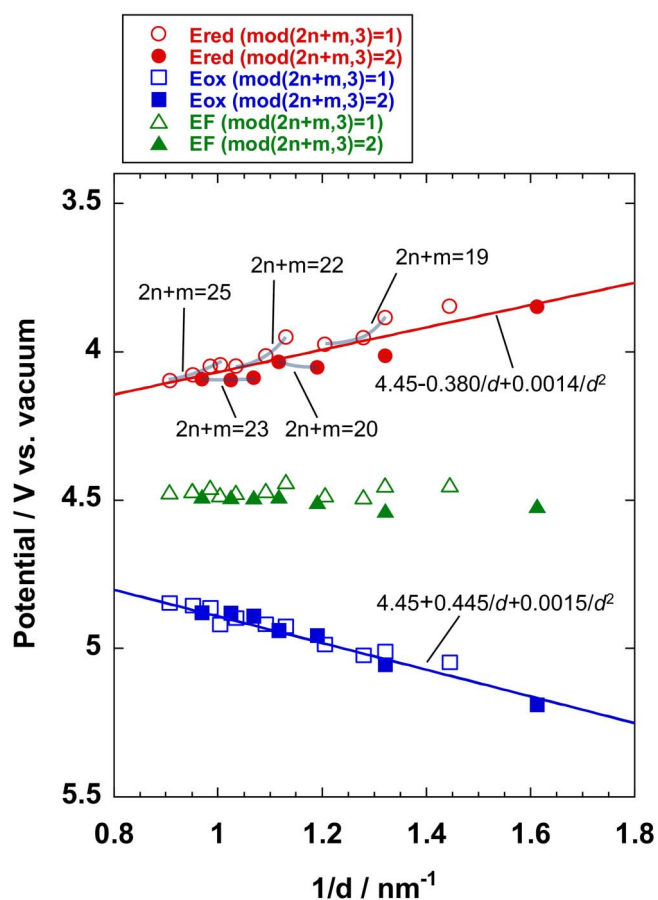 Ered (mod(2n+m,3)=1)
Ered (mod(2n+m,3)=2)
Eox (mod(2n+m,3)=1)
Eox (mod(2n+m,3)=2)
EF (mod(2n+m,3)=1)
EF (mod(2n+m,3)=2)
3.5
2n+m=22
2n+m=19
2n+m=25
4
4.45-0.380/d+0.0014/d²
2n+m=23
2n+m=20
4.5
4.45+0.445/d+0.0015/d²
5
5.5
0.8 1 1.2 1.4 1.6 1.8
1/d / nm⁻¹
Potential / V vs. vacuum